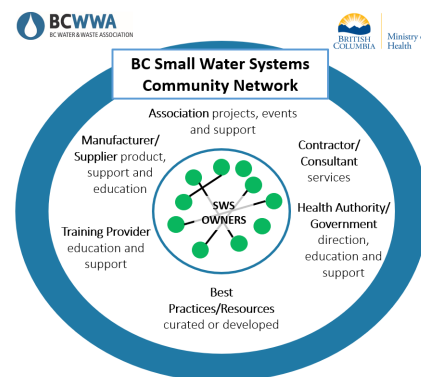 BCWWA
BC WATER & WASTE ASSOCIATION
BRITISH
COLUMBIA
Ministry of
Health
BC Small Water Systems
Community Network
Association projects, events
and support
Manufacturer/
Supplier product,
support and
education
Contractor/
Consultant
services
SWS
OWNERS
Training Provider
education and
support
Health Authority/
Government
direction,
education and
support
Best
Practices/Resources
curated or developed